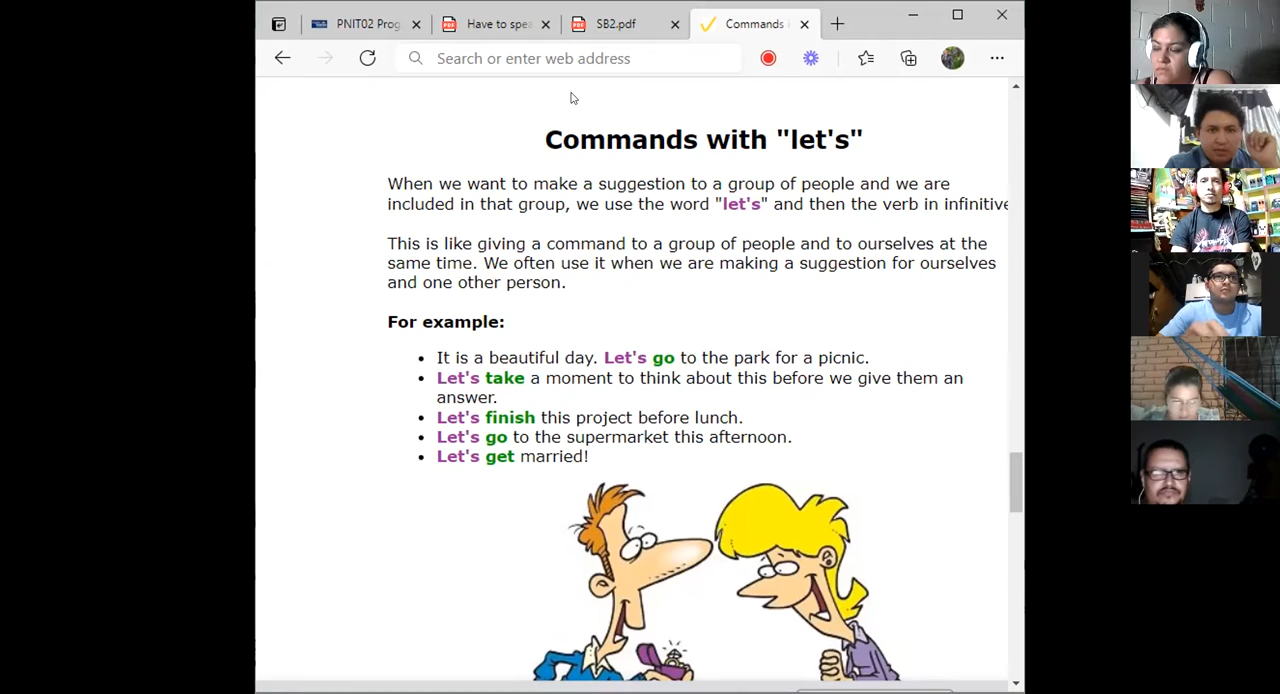 PNIT02 Prog
Have to spea
SB2.pdf
Commands
Search or enter web address
Commands with "let's"
When we want to make a suggestion to a group of people and we are
included in that group, we use the word "let's" and then the verb in infinitive
This is like giving a command to a group of people and to ourselves at the
same time. We often use it when we are making a suggestion for ourselves
and one other person.
For example:
• It is a beautiful day. Let's go to the park for a picnic.
• Let's take a moment to think about this before we give them an
answer.
• Let's finish this project before lunch.
• Let's go to the supermarket this afternoon.
• Let's get married!